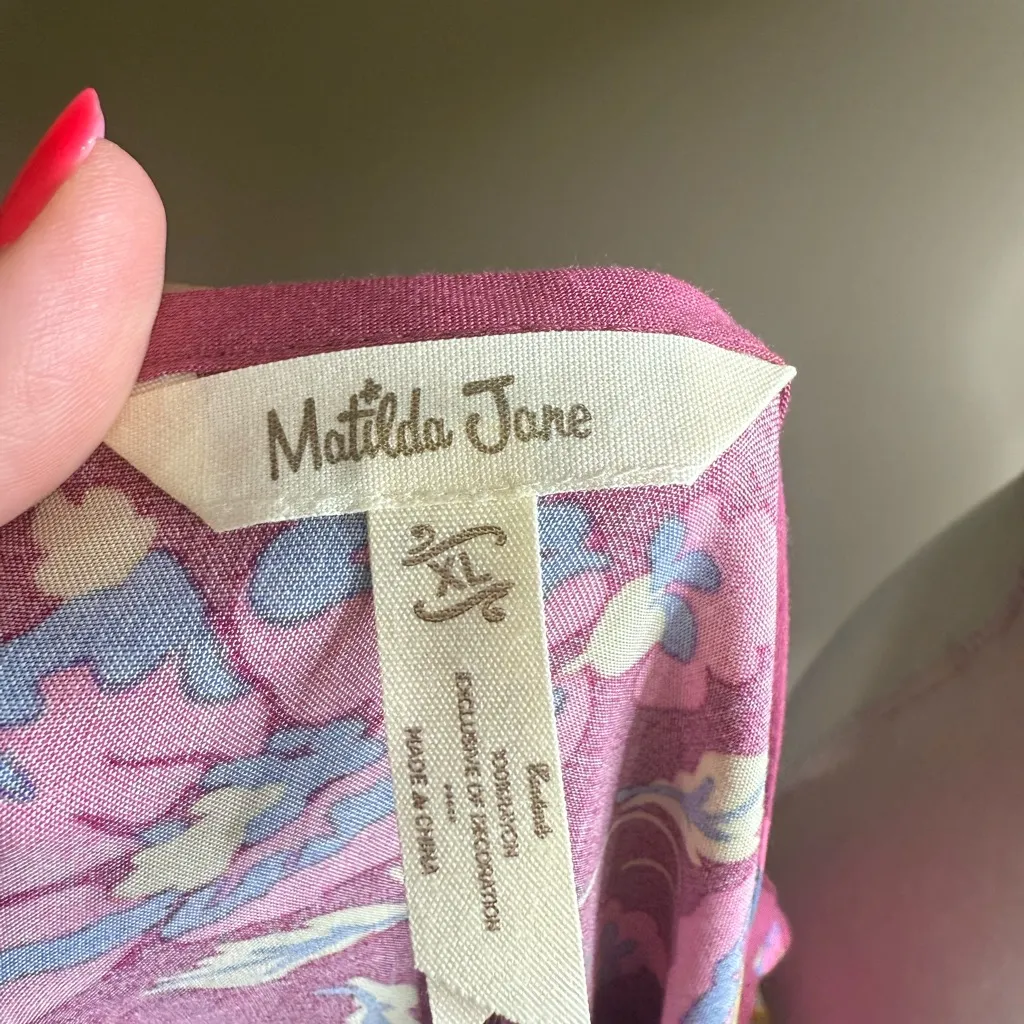 Matilda Jane
XL
100% RAYON
EXCLUSIVE OF DECORATION
****
MADE IN CHINA